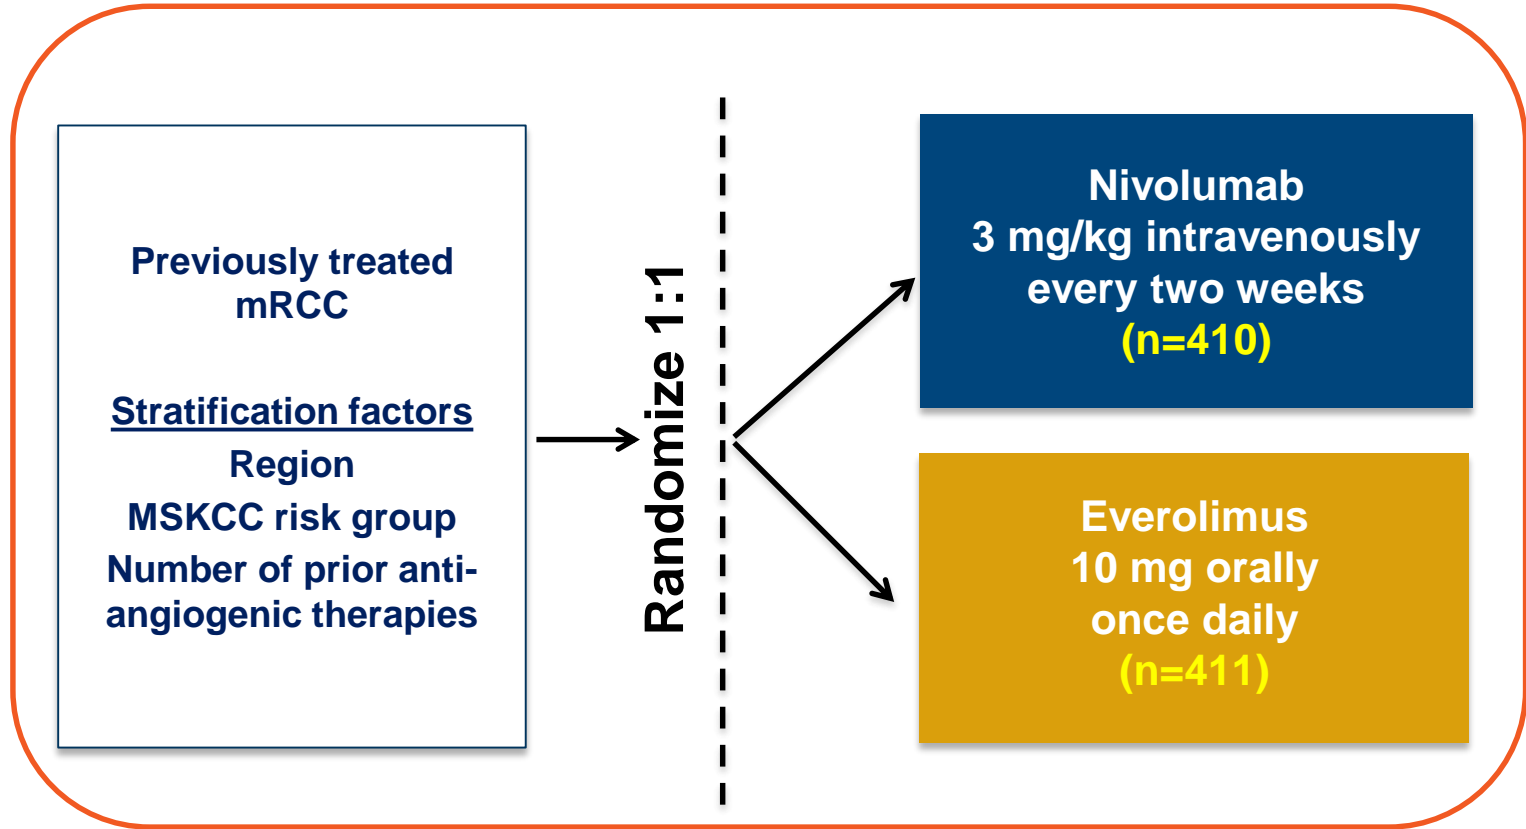 Previously treated
mRCC
Stratification factors
Region
MSKCC risk group
Number of prior anti-
angiogenic therapies
Randomize 1:1
Nivolumab
3 mg/kg intravenously
every two weeks
(n=410)
Everolimus
10 mg orally
once daily
(n=411)